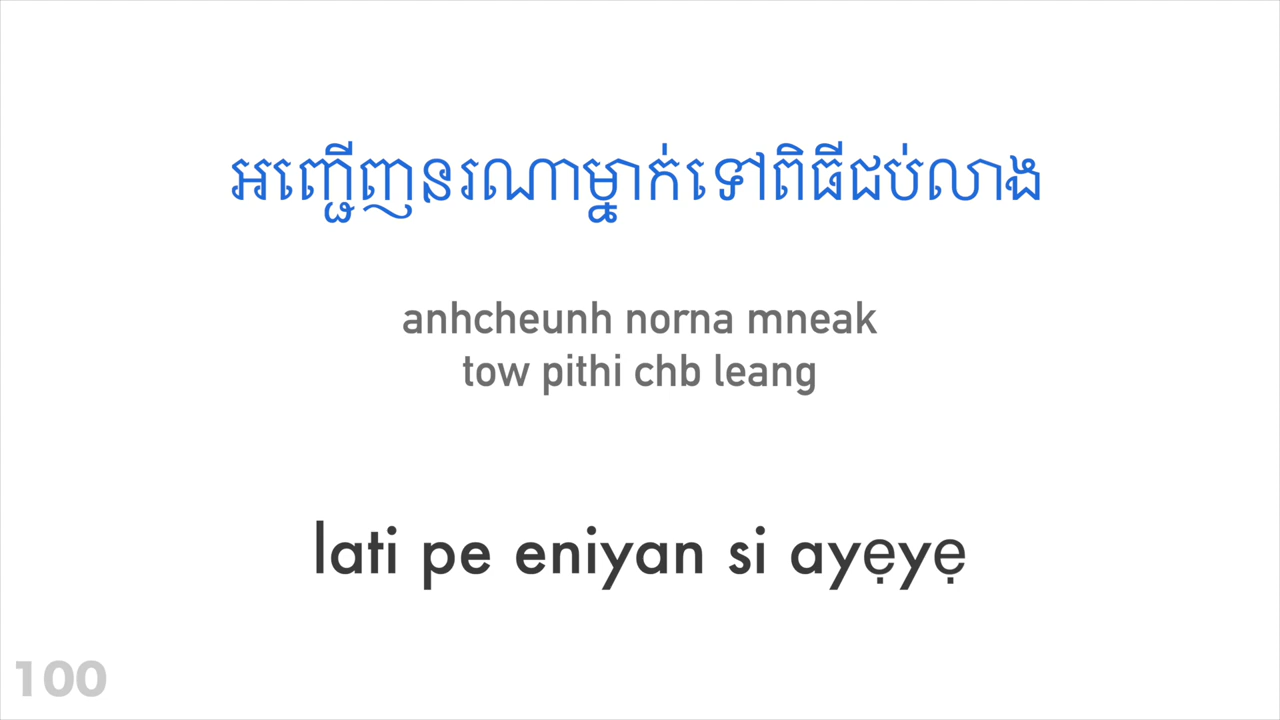 អញ្ជើញនរណាម្នាក់ទៅពិធីជប់លាង
anhcheunh norna mneak
tow pithi chb leang
lati pe eniyan si ayẹyẹ
100